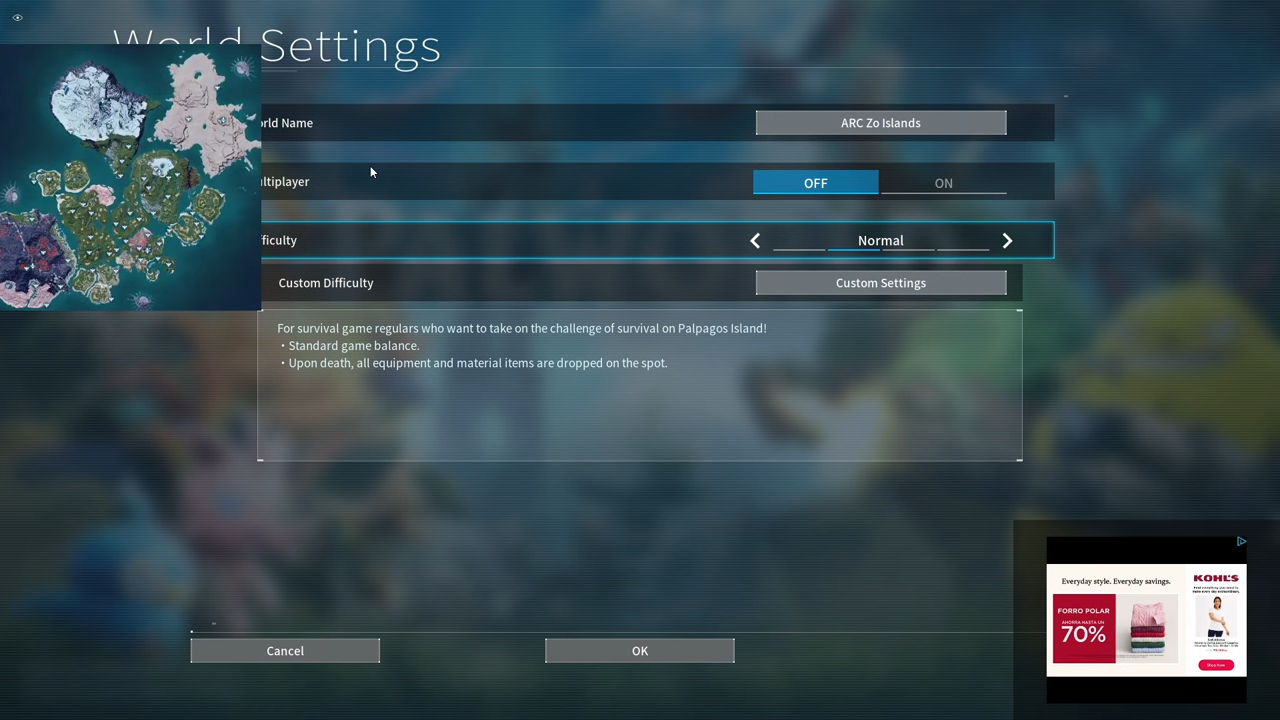 World Settings
orld Name
ARC Zo Islands
ultiplayer
OFF
ON
fficulty
Normal
Custom Difficulty
Custom Settings
For survival game regulars who want to take on the challenge of survival on Palpagos Island!
・Standard game balance.
・Upon death, all equipment and material items are dropped on the spot.
Cancel
OK
Everyday style. Everyday savings.
FORRO POLAR
AHORRA HASTA UN
70%
KOHL'S
Shop Now